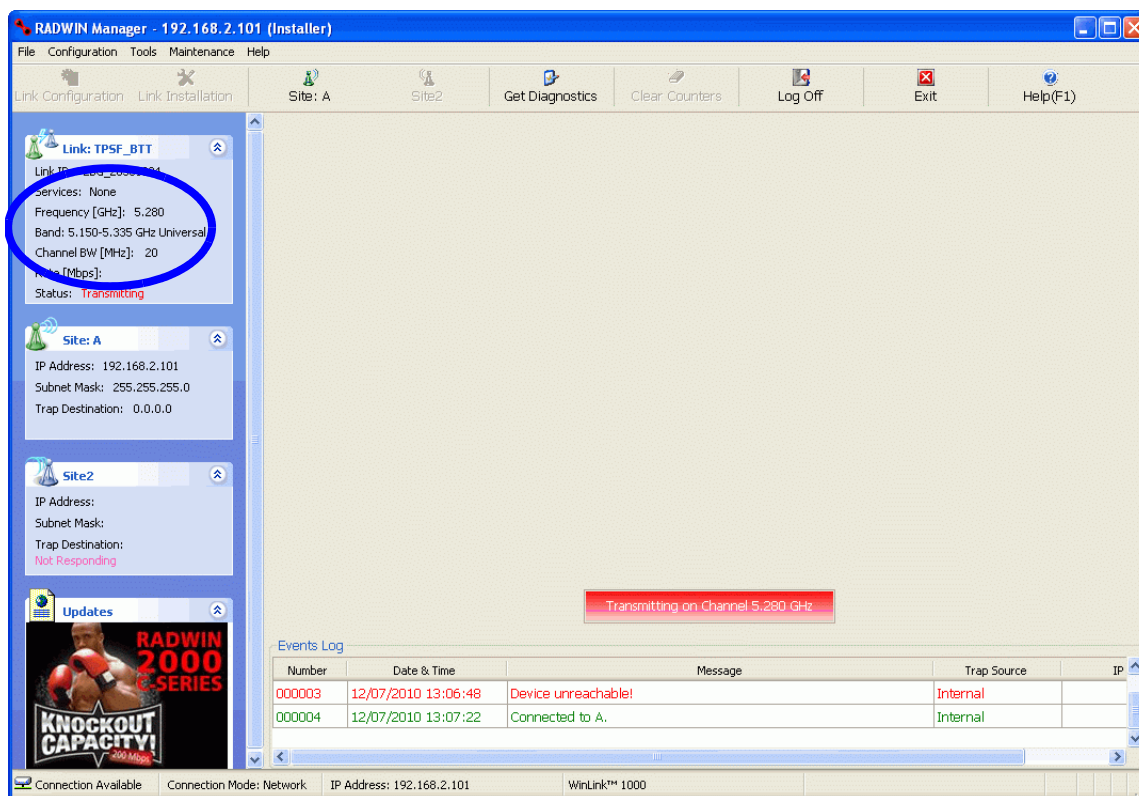 RADWIN Manager - 192.168.2.101 (Installer)
File Configuration Tools Maintenance Help
Link Configuration Link Installation Site: A Site2 Get Diagnostics Clear Counters Log Off Exit Help(F1)
Link: TPSF_BTT
Link ID:
Services: None
Frequency [GHz]: 5.280
Band: 5.150-5.335 GHz Universal
Channel BW [MHz]: 20
Rate [Mbps]:
Status: Transmitting
Site: A
IP Address: 192.168.2.101
Subnet Mask: 255.255.255.0
Trap Destination: 0.0.0.0
Site2
IP Address:
Subnet Mask:
Trap Destination:
Not Responding
Updates
RADWIN
2000
C-SERIES
KNOCKOUT
CAPACITY!
200 Mbps
Transmitting on Channel 5.280 GHz
Events Log
Number Date & Time Message Trap Source IP
000003 12/07/2010 13:06:48 Device unreachable! Internal
000004 12/07/2010 13:07:22 Connected to A. Internal
Connection Available Connection Mode: Network IP Address: 192.168.2.101 WinLink™ 1000